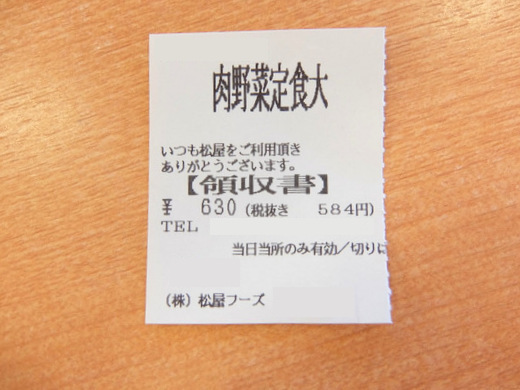 肉野菜定食大
いつも松屋をご利用頂き
ありがとうございます。
【領収書】
¥ 630(税抜き 584円)
TEL
当日当所のみ有効/切りに
(株)松屋フーズ